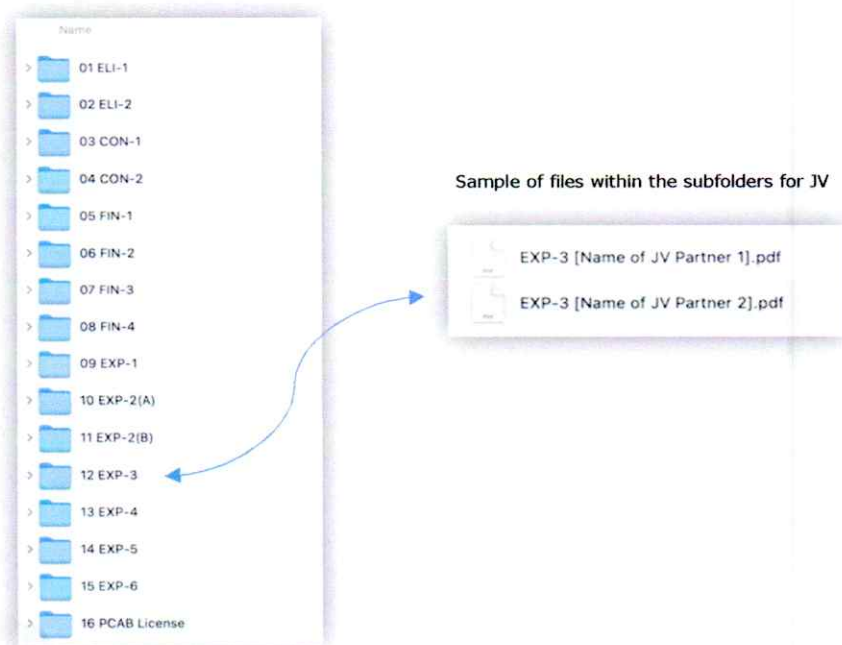 Name
01 ELI-1
02 ELI-2
03 CON-1
04 CON-2
05 FIN-1
06 FIN-2
07 FIN-3
08 FIN-4
09 EXP-1
10 EXP-2(A)
11 EXP-2(B)
12 EXP-3
13 EXP-4
14 EXP-5
15 EXP-6
16 PCAB License
Sample of files within the subfolders for JV
EXP-3 [Name of JV Partner 1].pdf
EXP-3 [Name of JV Partner 2].pdf